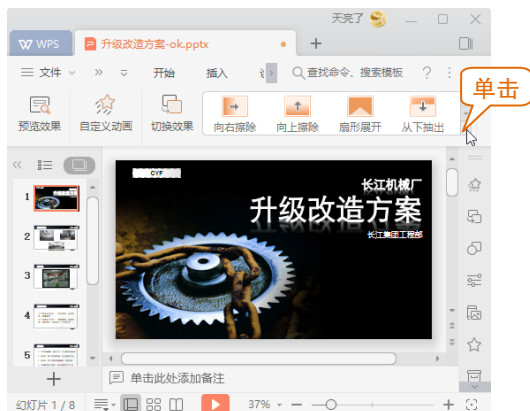 天亮了
WPS
升级改造方案-ok.pptx
文件
开始
插入
查找命令、搜索模板
单击
预览效果
自定义动画
切换效果
向右擦除
向上擦除
扇形展开
从下抽出
1
2
3
4
5
CYF
长江机械厂
升级改造方案
长江集团工程部
单击此处添加备注
幻灯片 1 / 8
37%